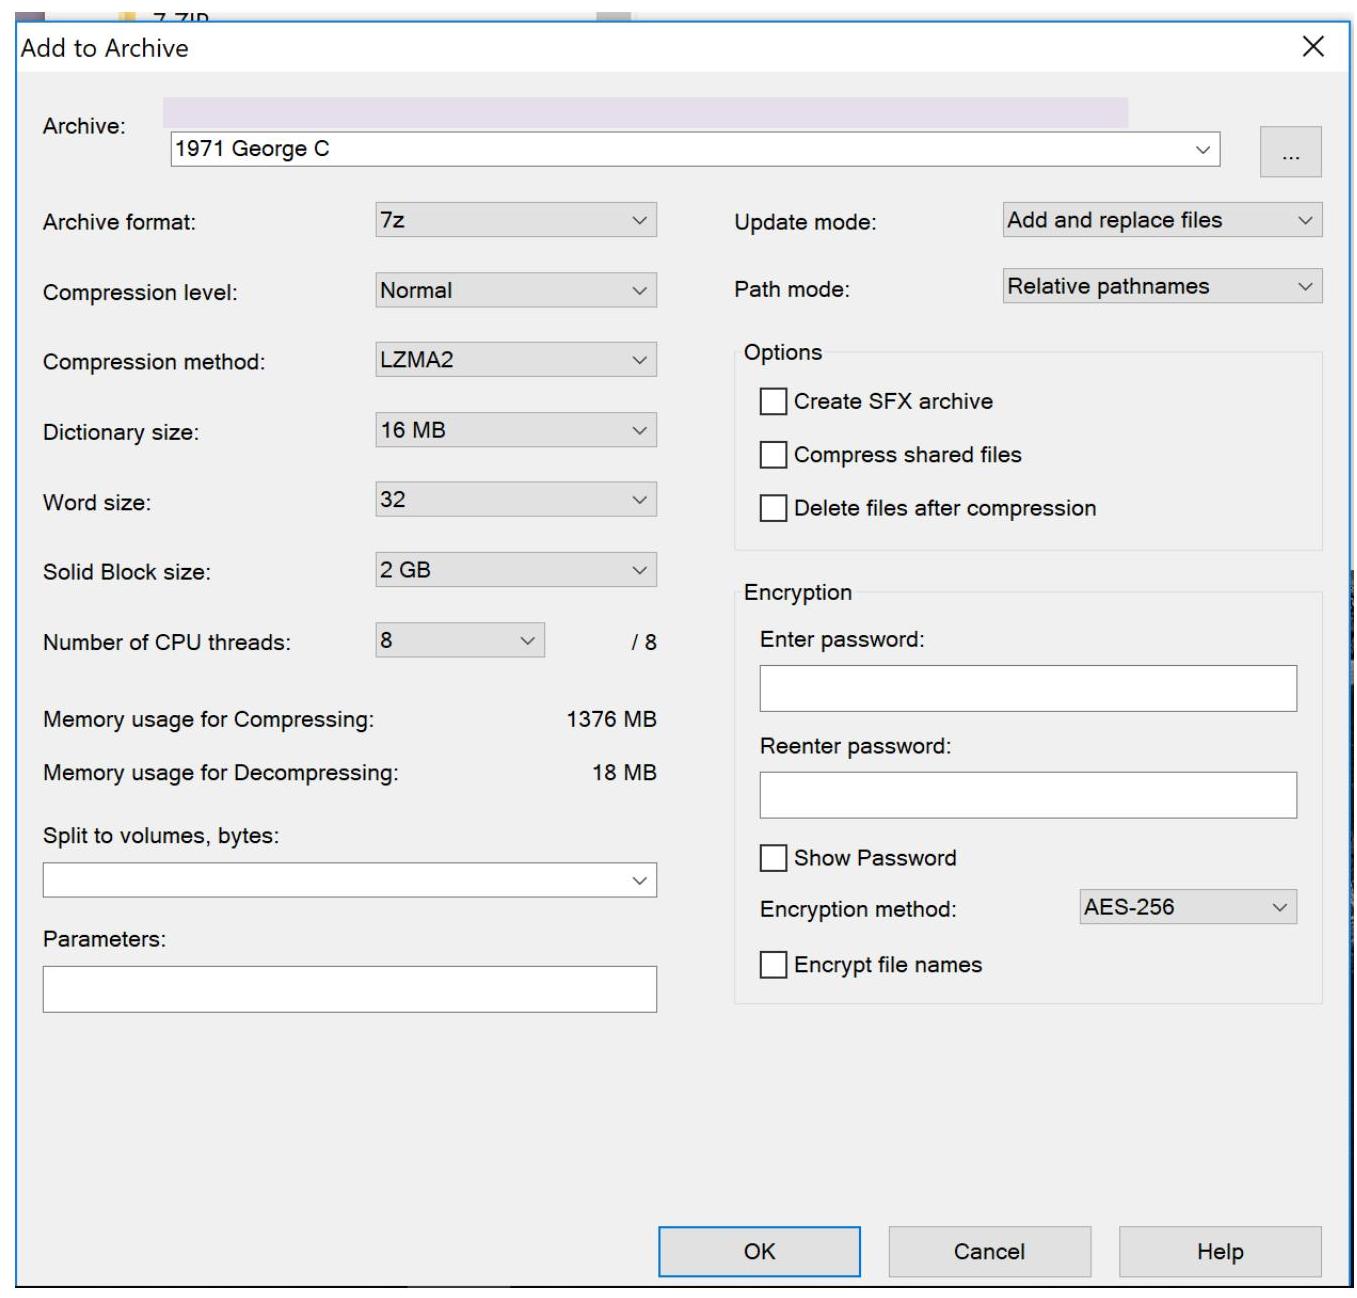 7-ZIP
Add to Archive
Archive:
1971 George C
...
Archive format:
7z
Update mode:
Add and replace files
Compression level:
Normal
Path mode:
Relative pathnames
Compression method:
LZMA2
Options
Create SFX archive
Dictionary size:
16 MB
Compress shared files
Word size:
32
Delete files after compression
Solid Block size:
2 GB
Encryption
Number of CPU threads:
8
/ 8
Enter password:
Memory usage for Compressing:
1376 MB
Reenter password:
Memory usage for Decompressing:
18 MB
Split to volumes, bytes:
Show Password
Encryption method:
AES-256
Parameters:
Encrypt file names
OK
Cancel
Help